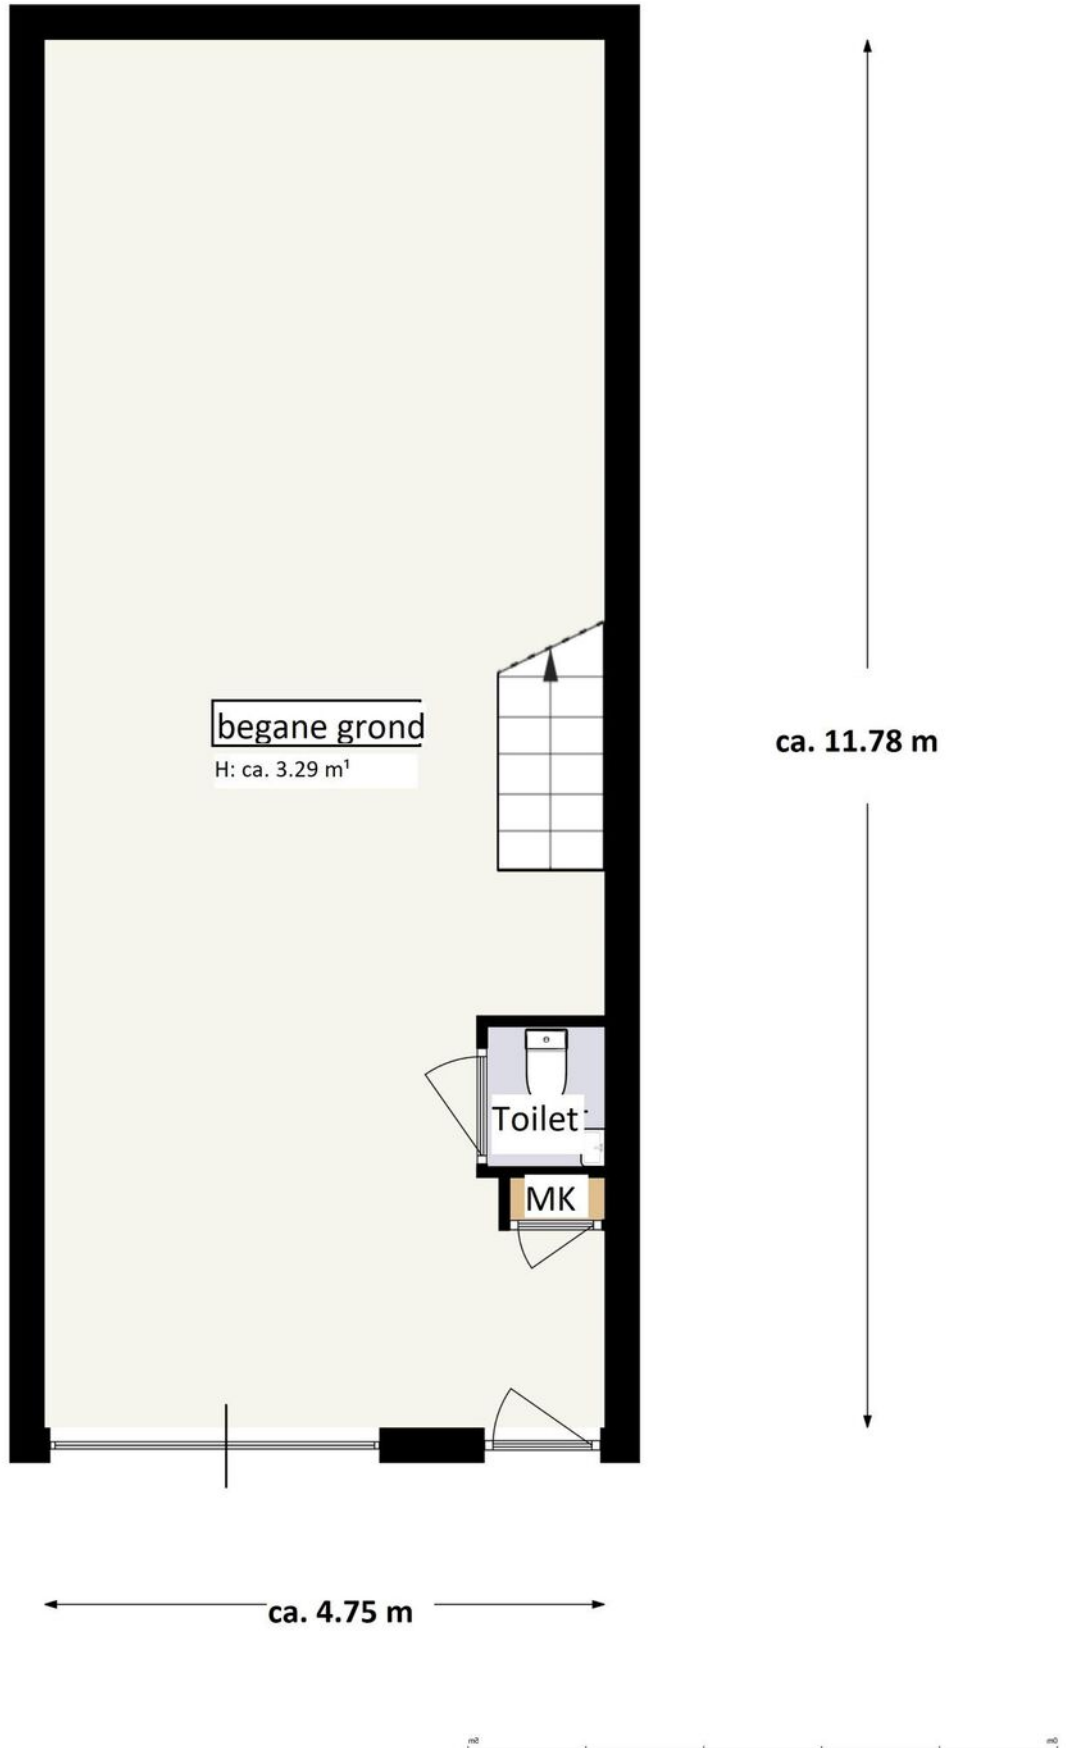 begane grond
H: ca. 3.29 m¹
ca. 11.78 m
Toilet
MK
ca. 4.75 m